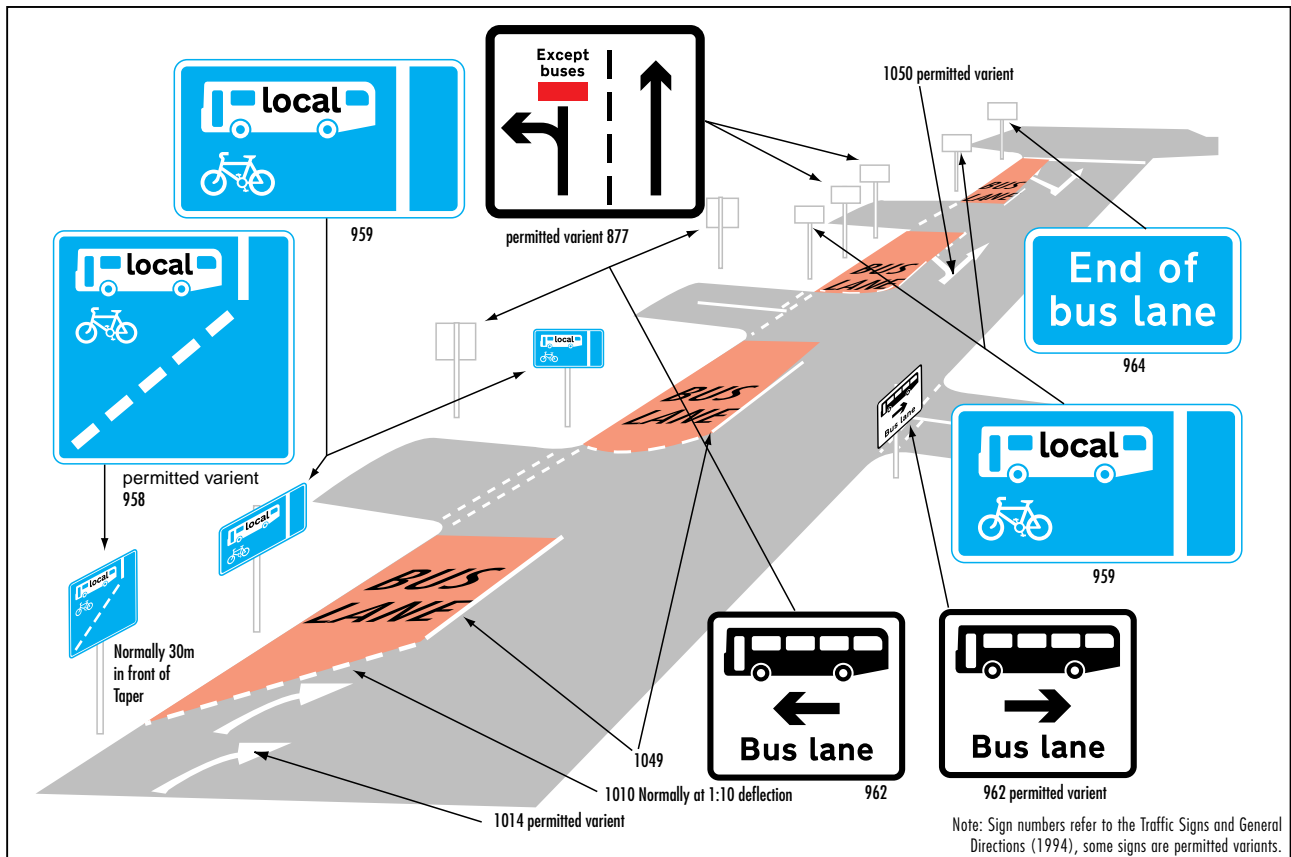 local
959
Except
buses
permitted varient 877
1050 permitted varient
local
permitted varient
958
End of
bus lane
964
local
959
BUS
LANE
BUS
LANE
local
BUS
LANE
Bus lane
local
local
BUS
LANE
Normally 30m
in front of
Taper
Bus lane
962
Bus lane
962 permitted varient
1049
1010 Normally at 1:10 deflection
1014 permitted varient
Note: Sign numbers refer to the Traffic Signs and General
Directions (1994), some signs are permitted variants.